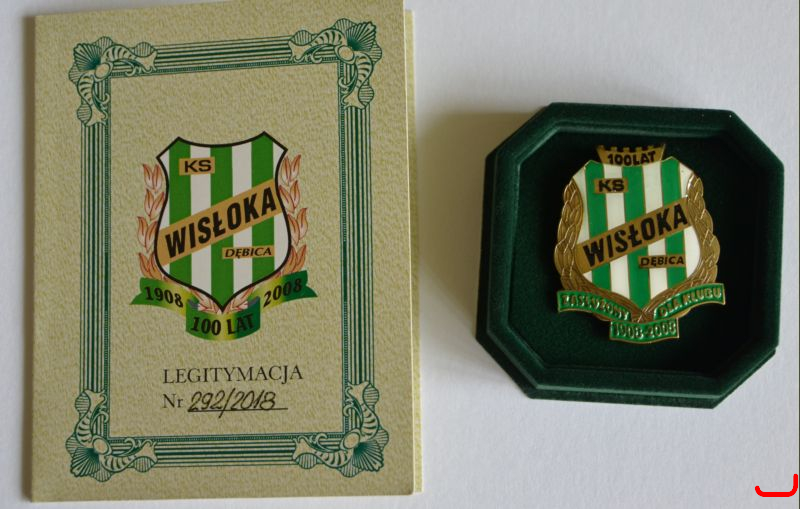 KS
WISŁOKA
DĘBICA
1908 2008
100 LAT
LEGITYMACJA
Nr 292/2018
100 LAT
KS
WISŁOKA
DĘBICA
ZASŁUŻONY DLA KLUBU
1908-2008